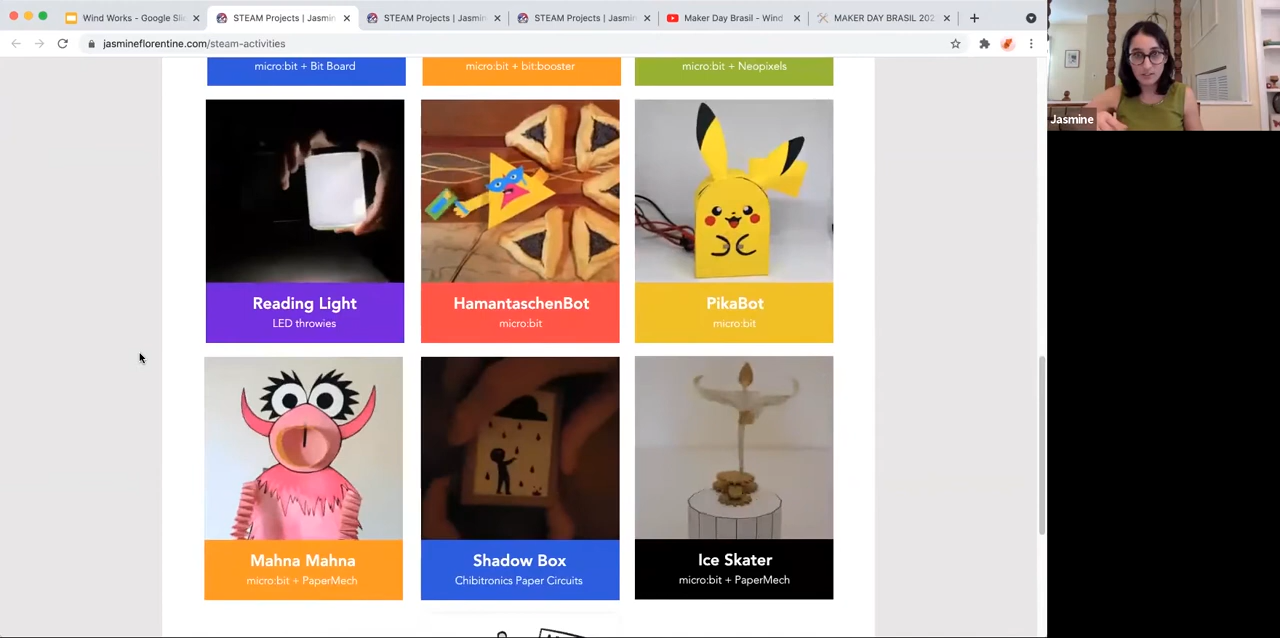 Wind Works - Google Sli
STEAM Projects | Jasmin
STEAM Projects | Jasmin
STEAM Projects | Jasmin
Maker Day Brasil - Wind
MAKER DAY BRASIL 202
jasmineflorentine.com/steam-activities
Jasmine
micro:bit + Bit Board
micro:bit + bit:booster
micro:bit + Neopixels
Reading Light
LED throwies
HamantaschenBot
micro:bit
PikaBot
micro:bit
Mahna Mahna
micro:bit + PaperMech
Shadow Box
Chibitronics Paper Circuits
Ice Skater
micro:bit + PaperMech